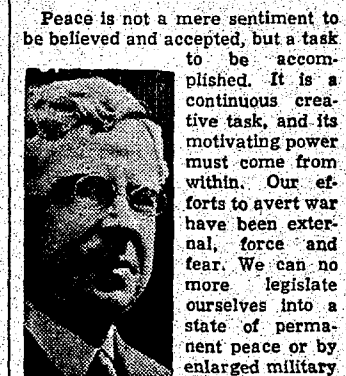 Peace is not a mere sentiment to
be believed and accepted, but a task
to be accom-
plished. It is a
continuous crea-
tive task, and its
motivating power
must come from
within. Our ef-
forts to avert war
have been exter-
nal, force and
fear. We can no
more legislate
ourselves into a
state of perma-
nent peace or by
enlarged military